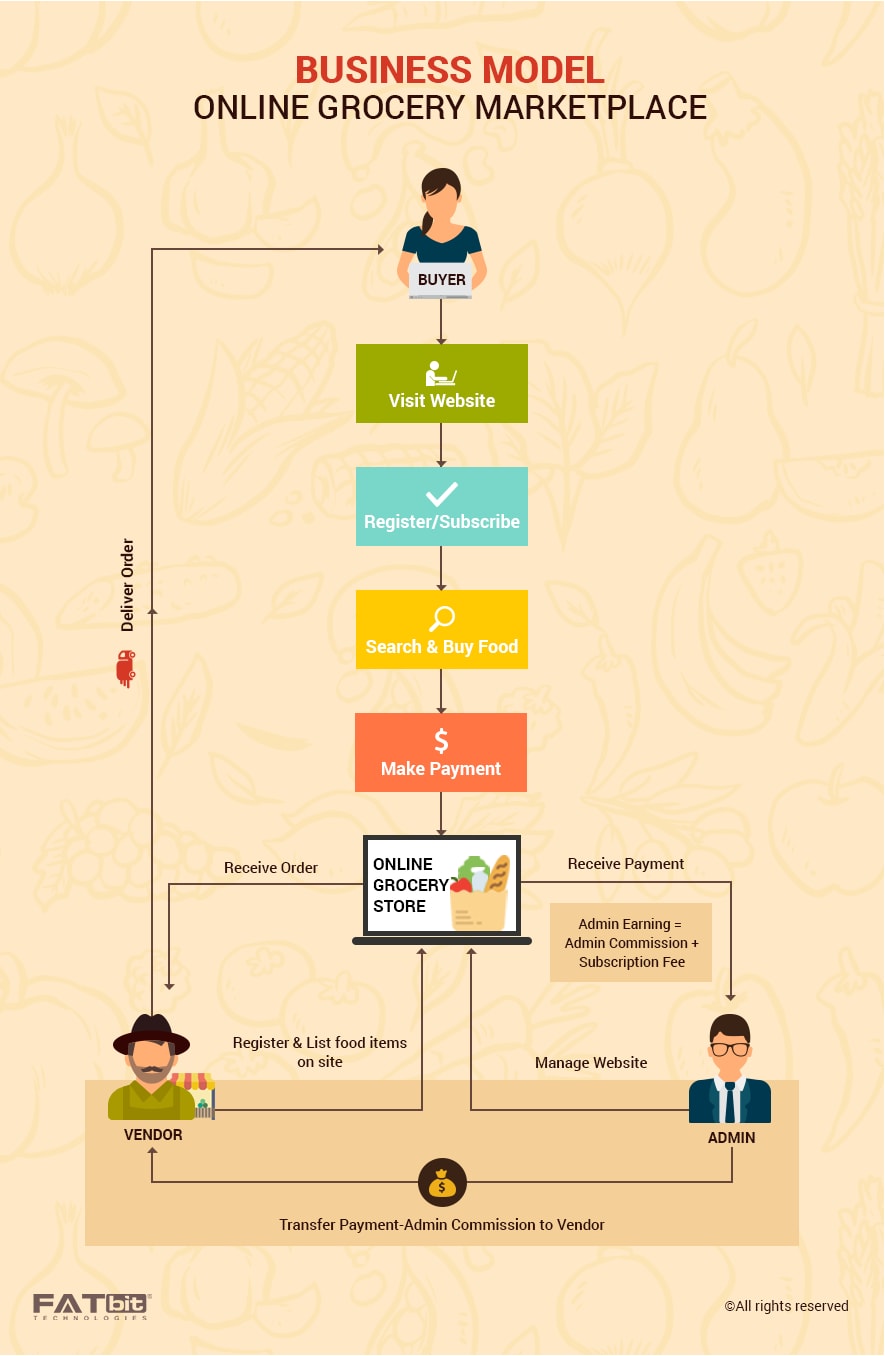 BUSINESS MODEL
ONLINE GROCERY MARKETPLACE
BUYER
Visit Website
Register/Subscribe
Search & Buy Food
$
Make Payment
Deliver Order
ONLINE
GROCERY
STORE
Receive Order
Receive Payment
Admin Earning =
Admin Commission +
Subscription Fee
Register & List food items
on site
Manage Website
VENDOR
ADMIN
$
Transfer Payment-Admin Commission to Vendor
FATbit®
TECHNOLOGIES
©All rights reserved